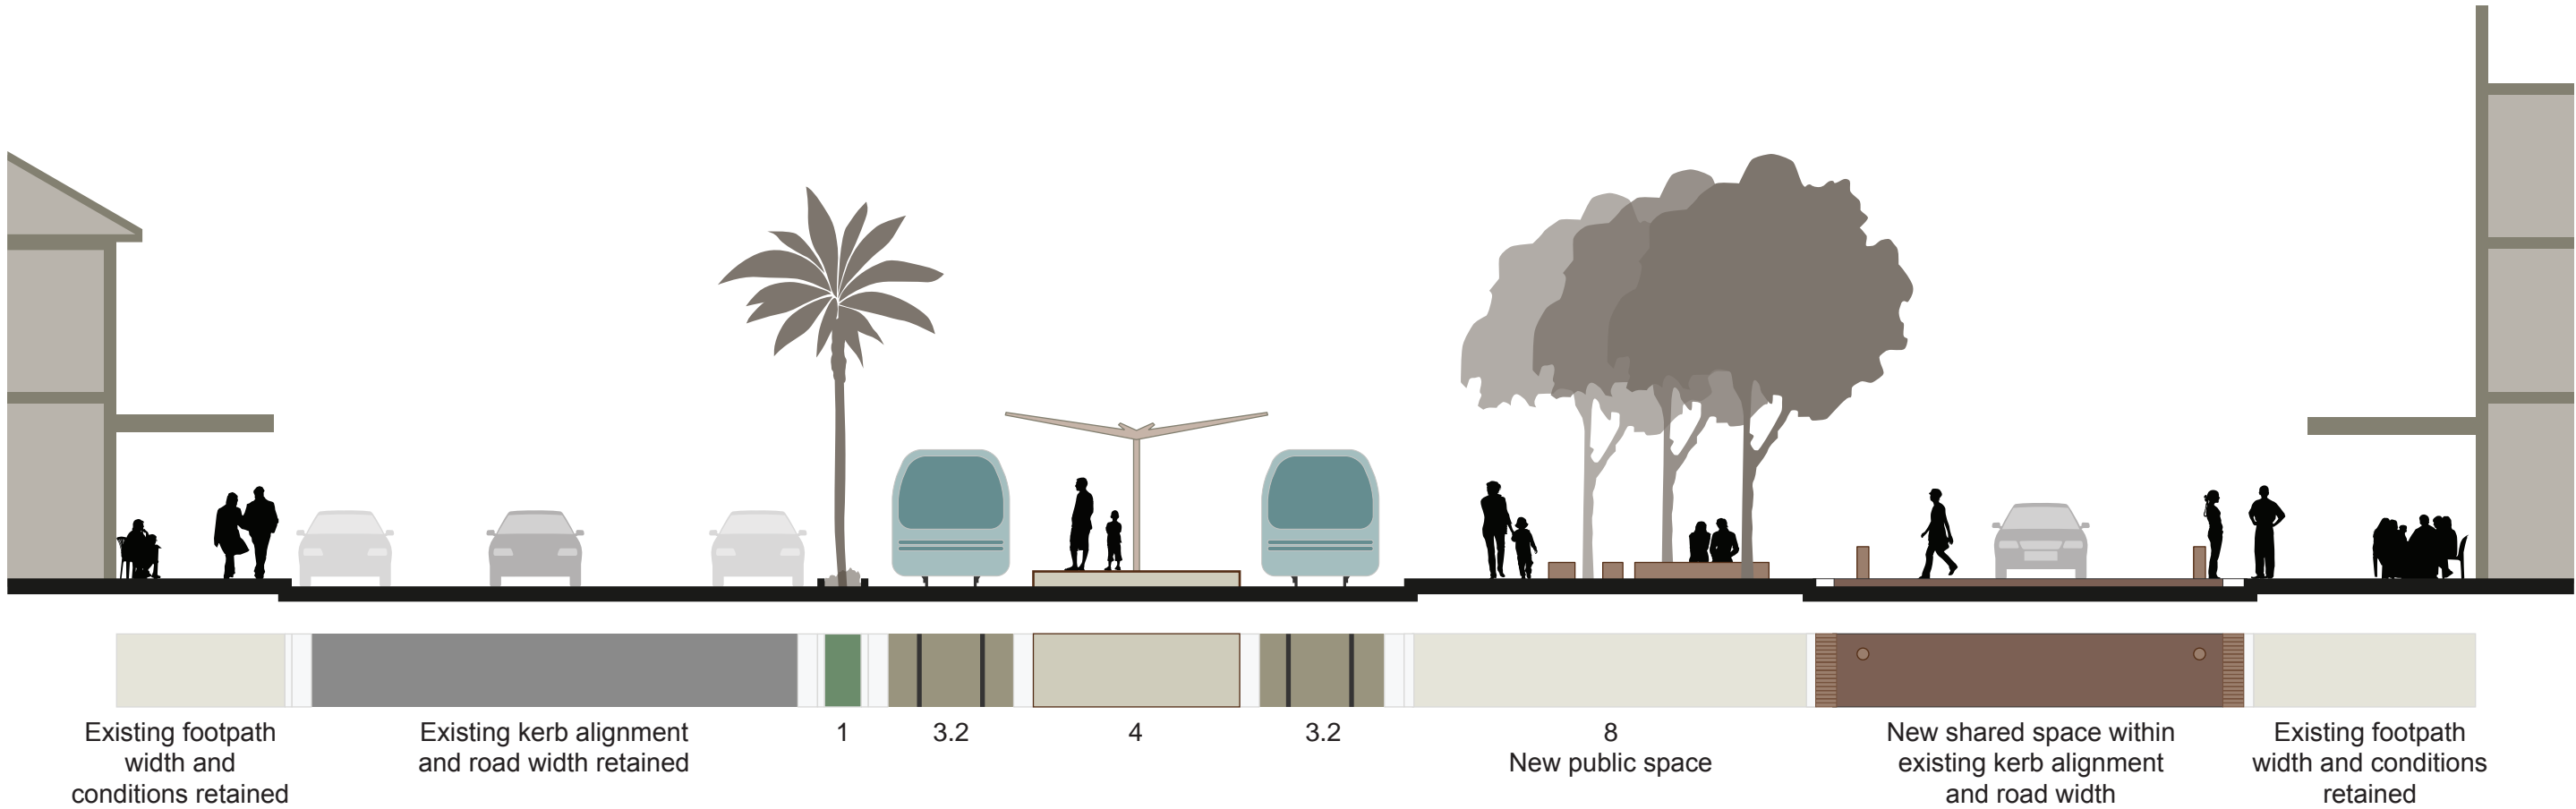 Existing footpath
width and
conditions retained
Existing kerb alignment
and road width retained
1
3.2
4
3.2
8
New public space
New shared space within
existing kerb alignment
and road width
Existing footpath
width and conditions
retained